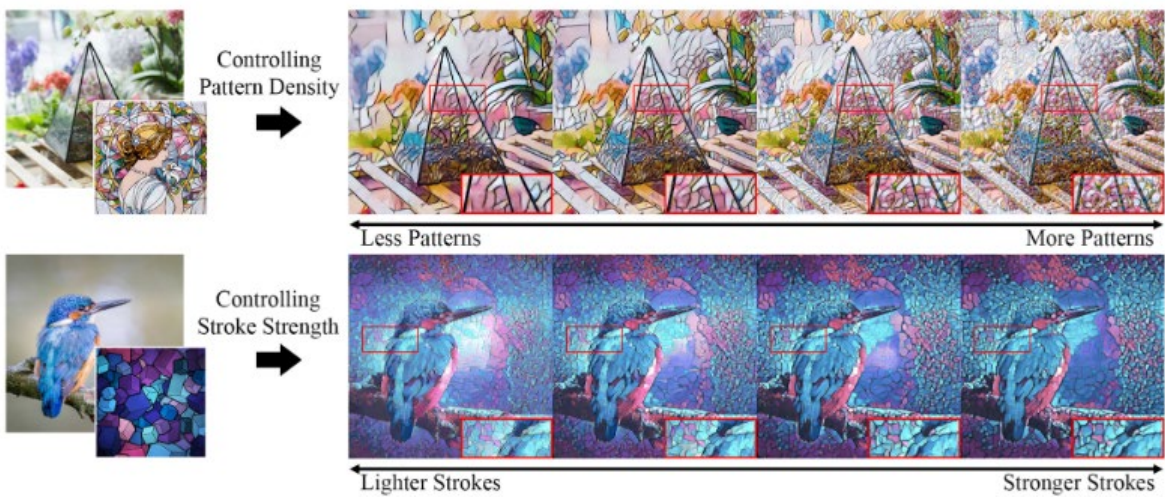 Controlling
Pattern Density
Less Patterns
More Patterns
Controlling
Stroke Strength
Lighter Strokes
Stronger Strokes